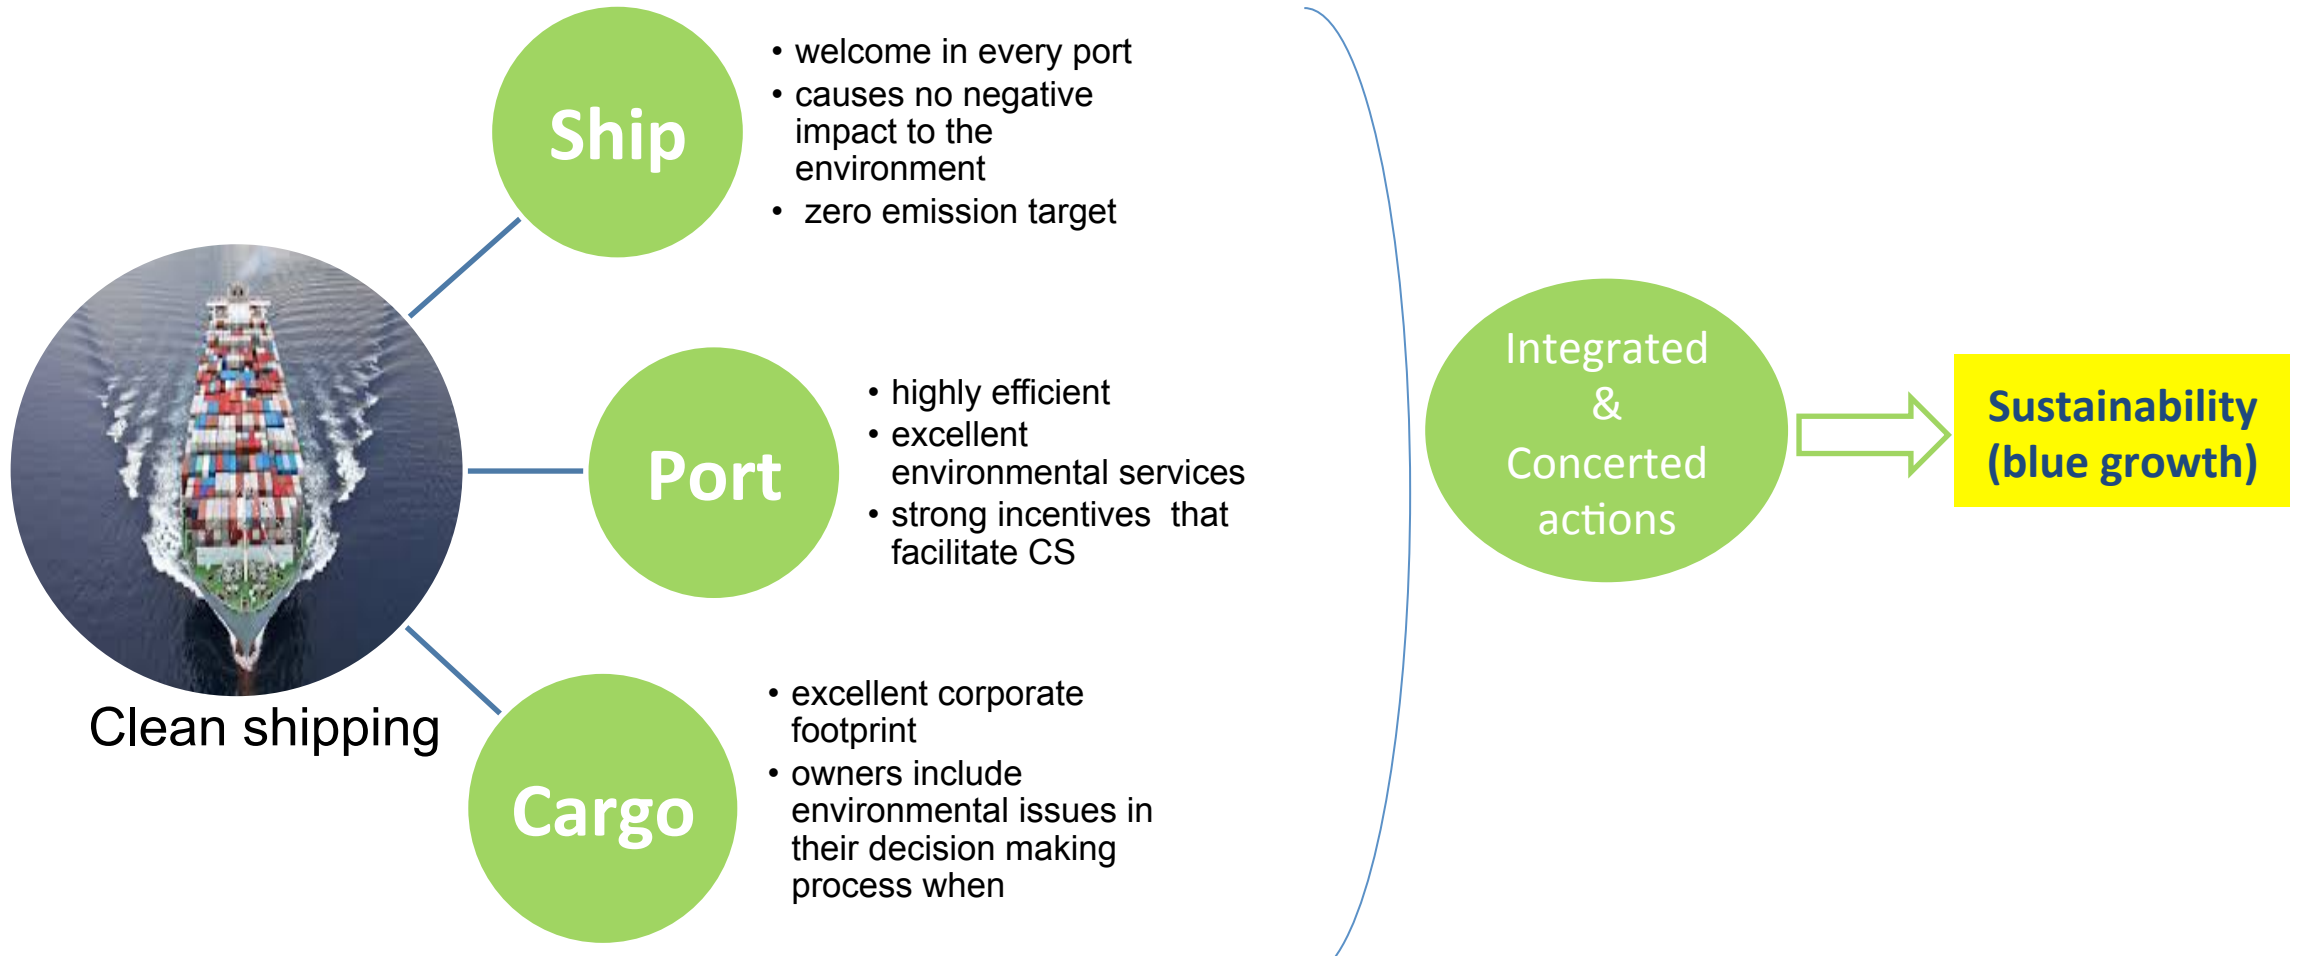 Ship
• welcome in every port
• causes no negative
impact to the
environment
• zero emission target
Clean shipping
Port
• highly efficient
• excellent
environmental services
• strong incentives that
facilitate CS
Cargo
• excellent corporate
footprint
• owners include
environmental issues in
their decision making
process when
Integrated
&
Concerted
actions
Sustainability
(blue growth)